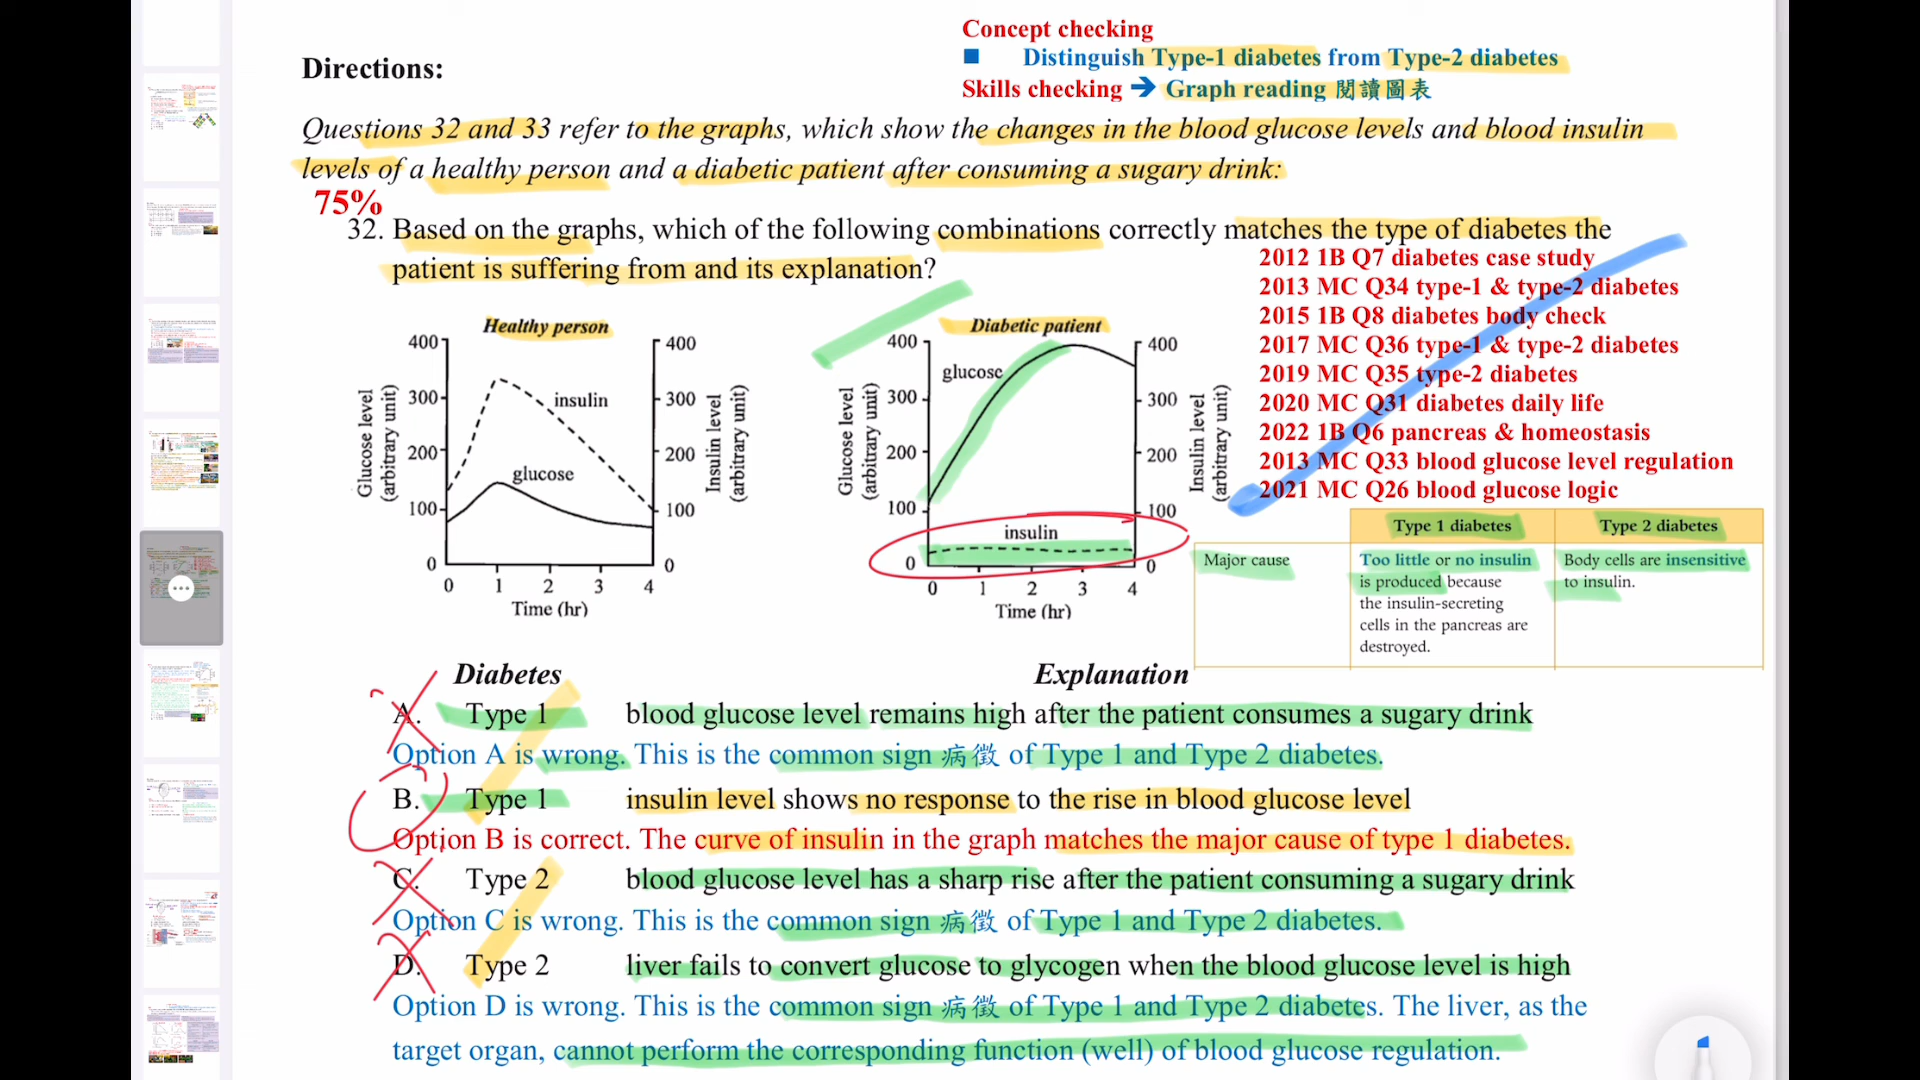 Concept checking
■ Distinguish Type-1 diabetes from Type-2 diabetes
Directions:
Skills checking ➔ Graph reading 閱讀圖表
Questions 32 and 33 refer to the graphs, which show the changes in the blood glucose levels and blood insulin
levels of a healthy person and a diabetic patient after consuming a sugary drink:
75%
32. Based on the graphs, which of the following combinations correctly matches the type of diabetes the
patient is suffering from and its explanation?
2012 1B Q7 diabetes case study
2013 MC Q34 type-1 & type-2 diabetes
2015 1B Q8 diabetes body check
2017 MC Q36 type-1 & type-2 diabetes
2019 MC Q35 type-2 diabetes
2020 MC Q31 diabetes daily life
2022 1B Q6 pancreas & homeostasis
2013 MC Q33 blood glucose level regulation
2021 MC Q26 blood glucose logic
Healthy person
400
300
200
100
0
Glucose level
(arbitrary unit)
insulin
glucose
400
300
200
100
0
Insulin level
(arbitrary unit)
0 1 2 3 4
Time (hr)
Diabetic patient
400
300
200
100
0
Glucose level
(arbitrary unit)
glucose
insulin
400
300
200
100
0
Insulin level
(arbitrary unit)
0 1 2 3 4
Time (hr)
Type 1 diabetes
Type 2 diabetes
Major cause
Too little or no insulin
is produced because
the insulin-secreting
cells in the pancreas are
destroyed.
Body cells are insensitive
to insulin.
Diabetes Explanation
A. Type 1 blood glucose level remains high after the patient consumes a sugary drink
Option A is wrong. This is the common sign 病徵 of Type 1 and Type 2 diabetes.
B. Type 1 insulin level shows no response to the rise in blood glucose level
Option B is correct. The curve of insulin in the graph matches the major cause of type 1 diabetes.
C. Type 2 blood glucose level has a sharp rise after the patient consuming a sugary drink
Option C is wrong. This is the common sign 病徵 of Type 1 and Type 2 diabetes.
D. Type 2 liver fails to convert glucose to glycogen when the blood glucose level is high
Option D is wrong. This is the common sign 病徵 of Type 1 and Type 2 diabetes. The liver, as the
target organ, cannot perform the corresponding function (well) of blood glucose regulation.